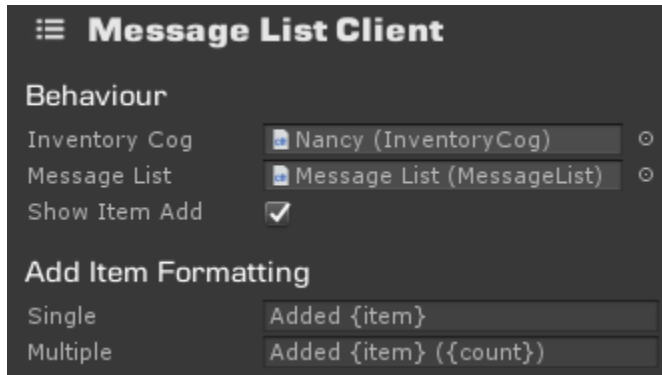 Message List Client
Behaviour
Inventory Cog Nancy (InventoryCog)
Message List Message List (MessageList)
Show Item Add
Add Item Formatting
Single Added {item}
Multiple Added {item} ({count})